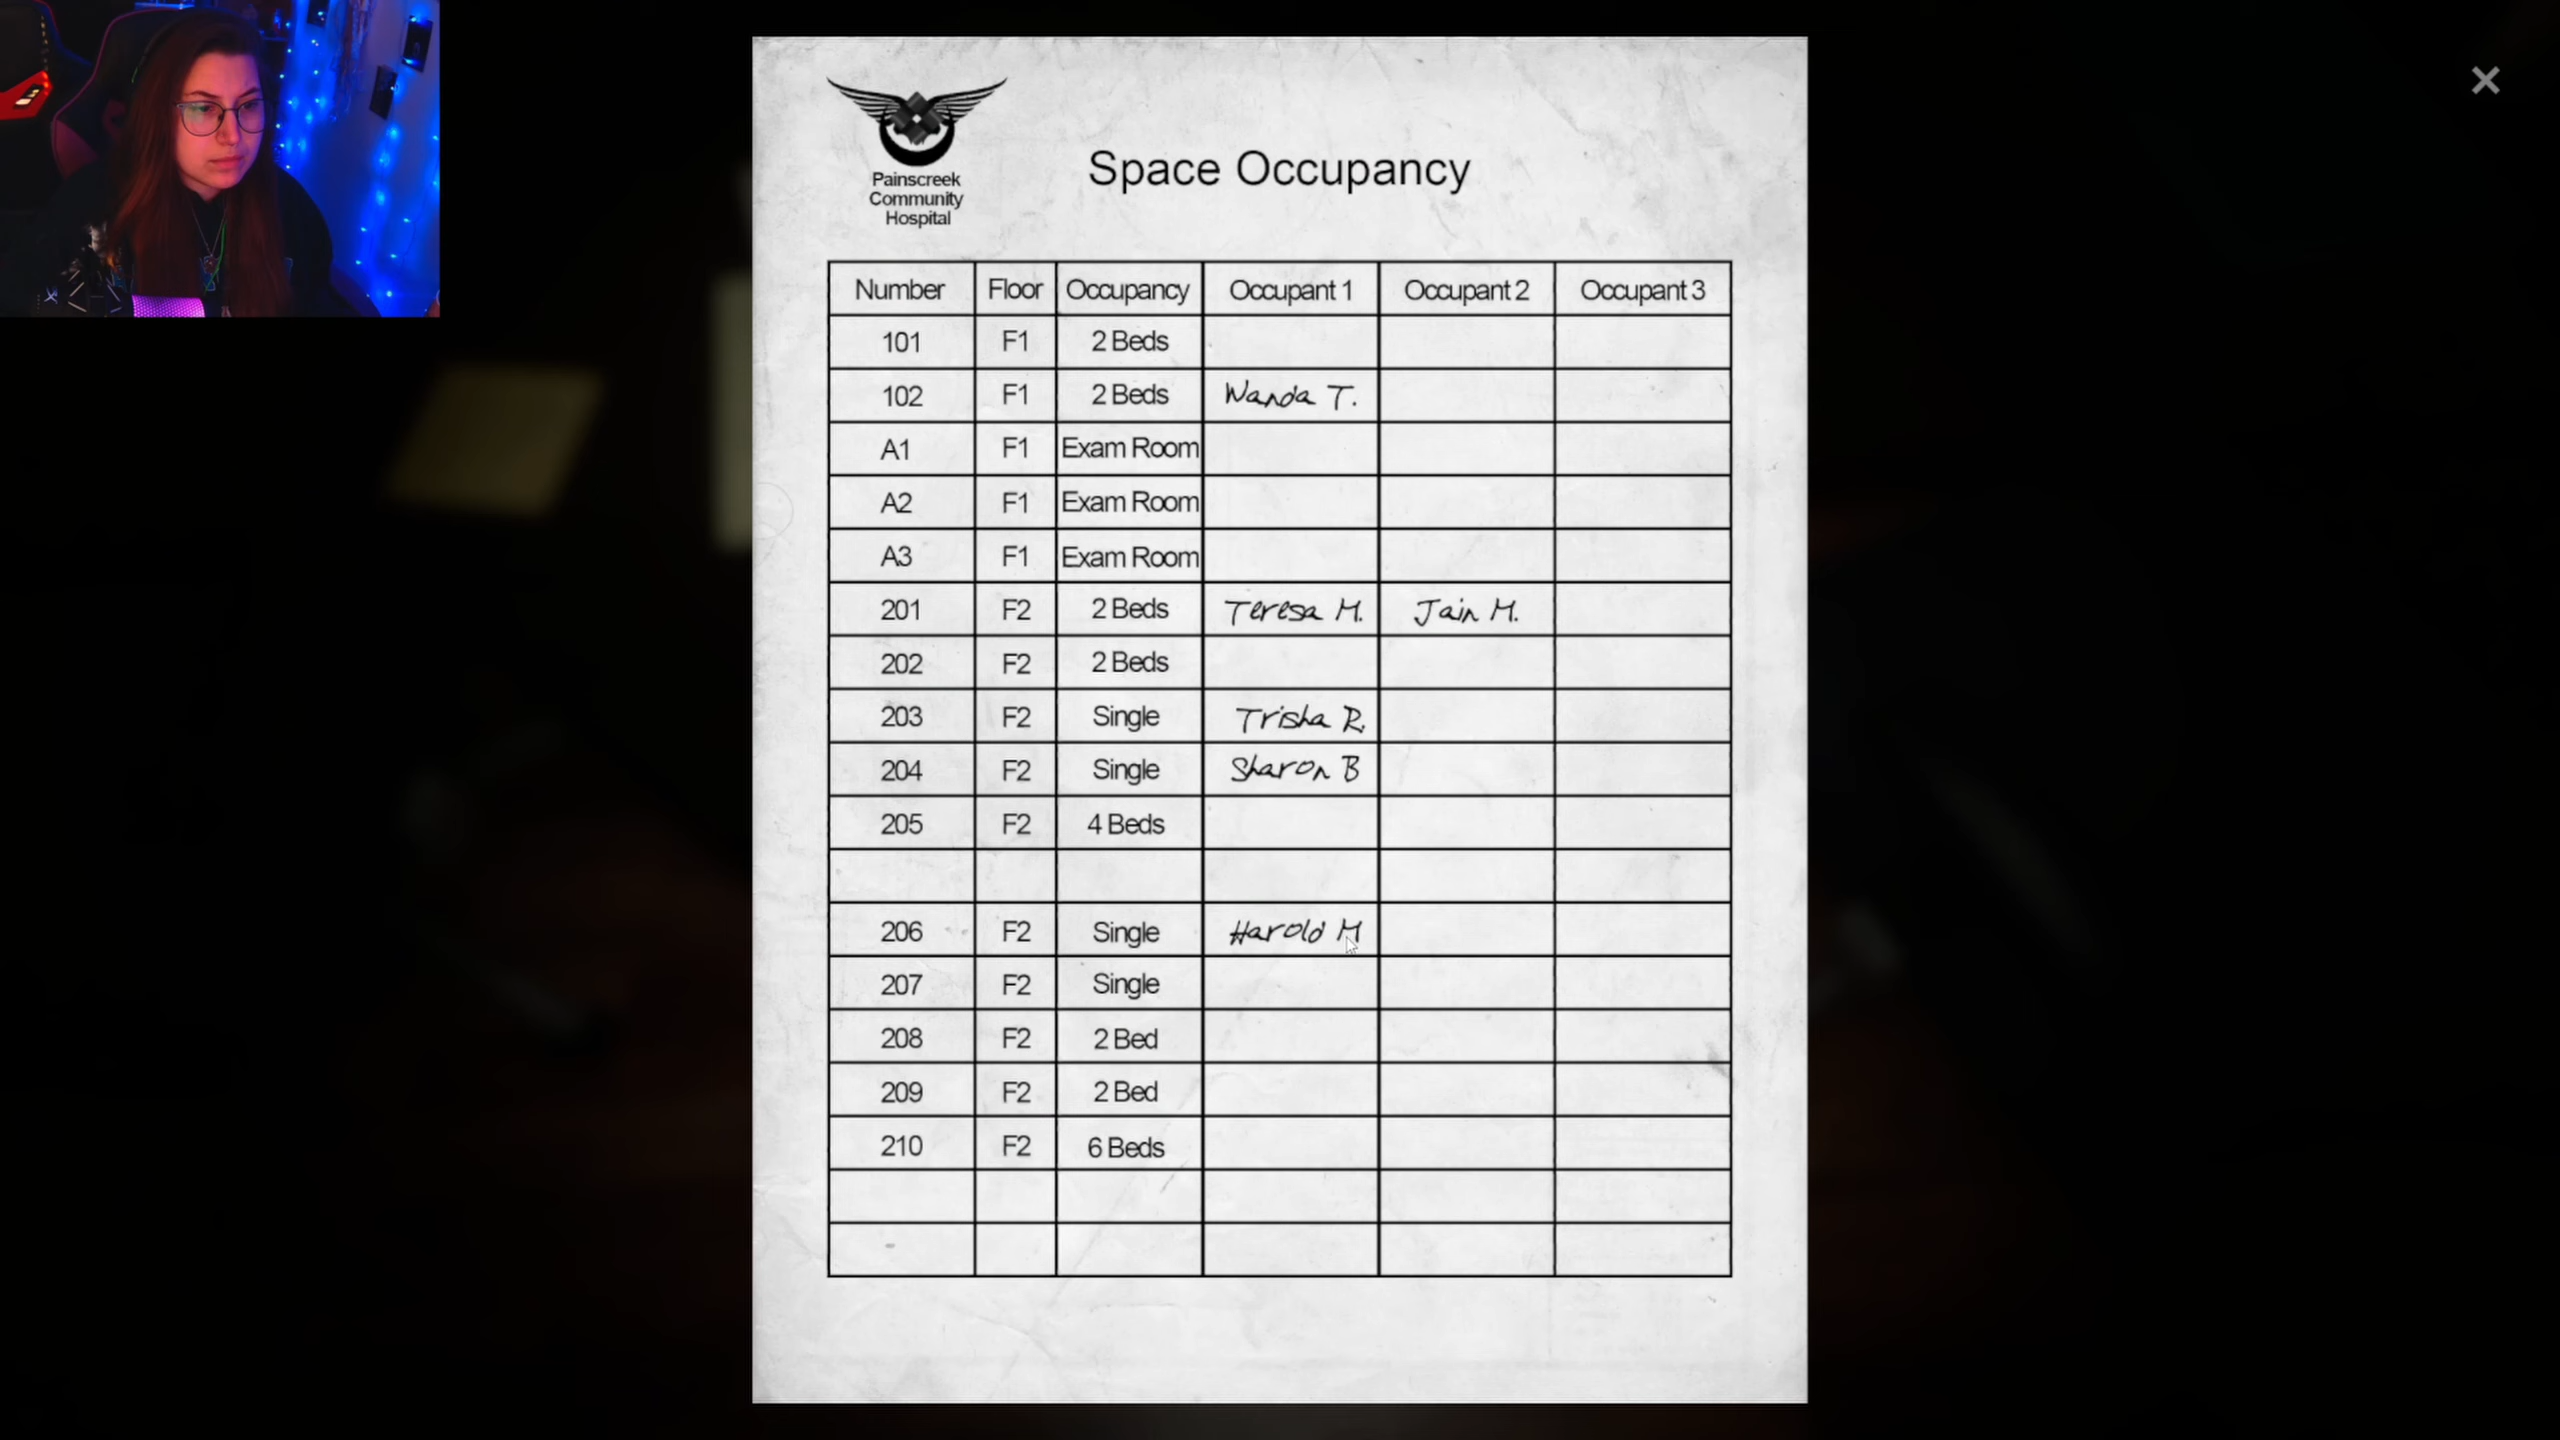 Painscreek
Community
Hospital
Space Occupancy
Number Floor Occupancy Occupant 1 Occupant 2 Occupant 3
101 F1 2 Beds
102 F1 2 Beds Wanda T.
A1 F1 Exam Room
A2 F1 Exam Room
A3 F1 Exam Room
201 F2 2 Beds Teresa M. Jain M.
202 F2 2 Beds
203 F2 Single Trisha R.
204 F2 Single Sharon B
205 F2 4 Beds
206 F2 Single Harold M
207 F2 Single
208 F2 2 Bed
209 F2 2 Bed
210 F2 6 Beds